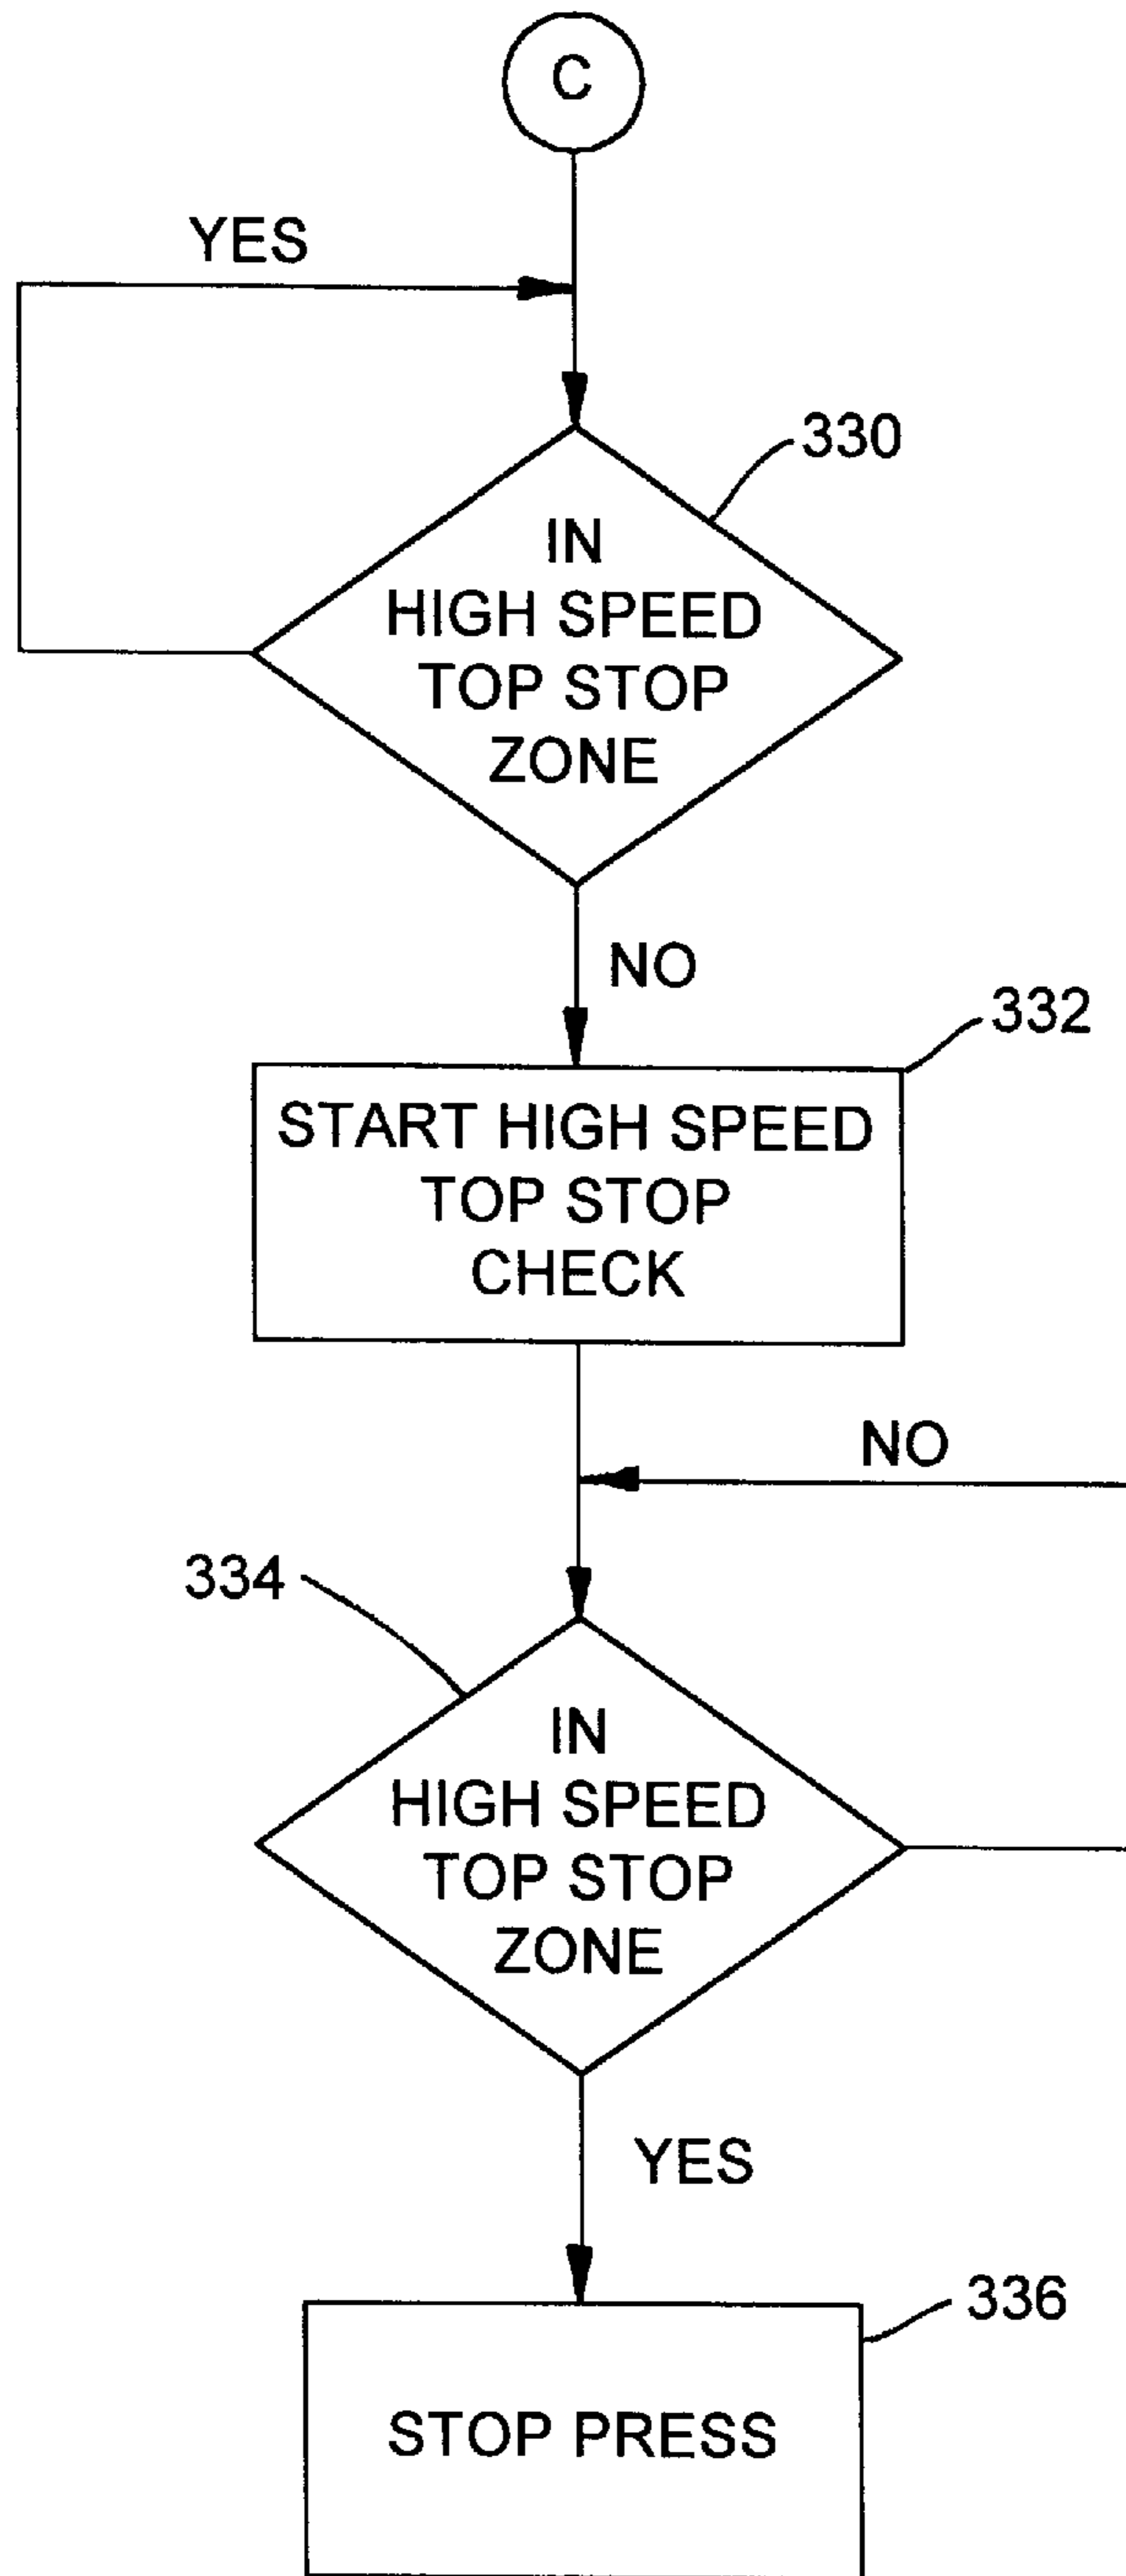 C
YES
330
IN
HIGH SPEED
TOP STOP
ZONE
NO
332
START HIGH SPEED
TOP STOP
CHECK
NO
334
IN
HIGH SPEED
TOP STOP
ZONE
YES
336
STOP PRESS